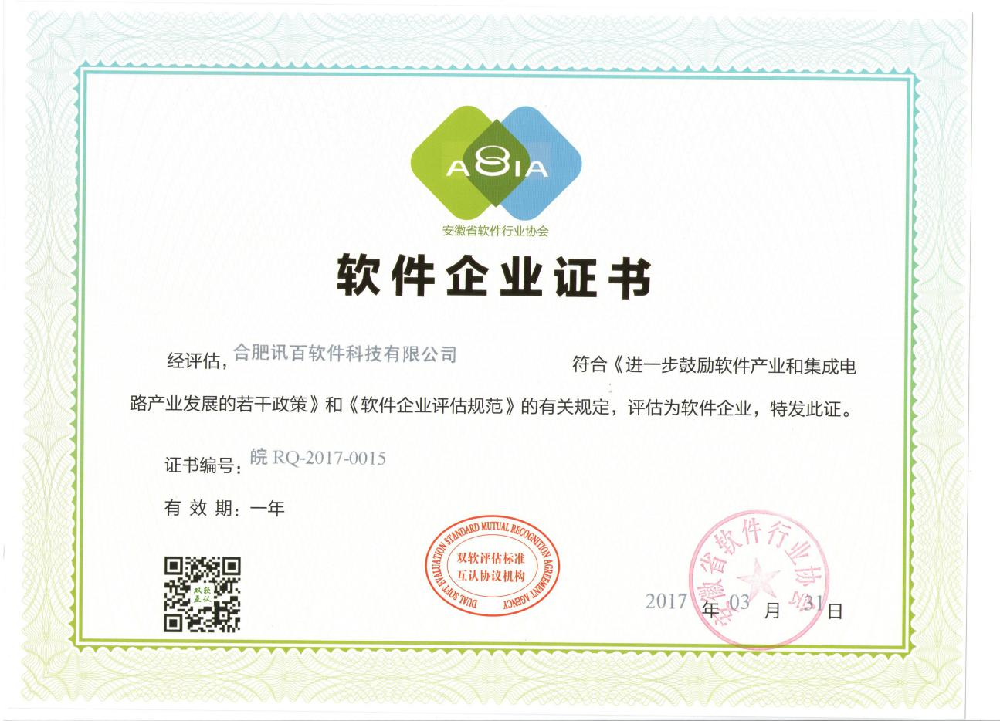 A8IA
安徽省软件行业协会
软件企业证书
经评估，合肥讯百软件科技有限公司 符合《进一步鼓励软件产业和集成电
路产业发展的若干政策》和《软件企业评估规范》的有关规定，评估为软件企业，特发此证。
证书编号：皖 RQ-2017-0015
有 效 期：一年
双软
互认
DUAL SOFT EVALUATION STANDARD MUTUAL RECOGNITION AGREEMENT AGENCY
双软评估标准
互认协议机构
安徽省软件行业协会
2017 年 03 月 31 日